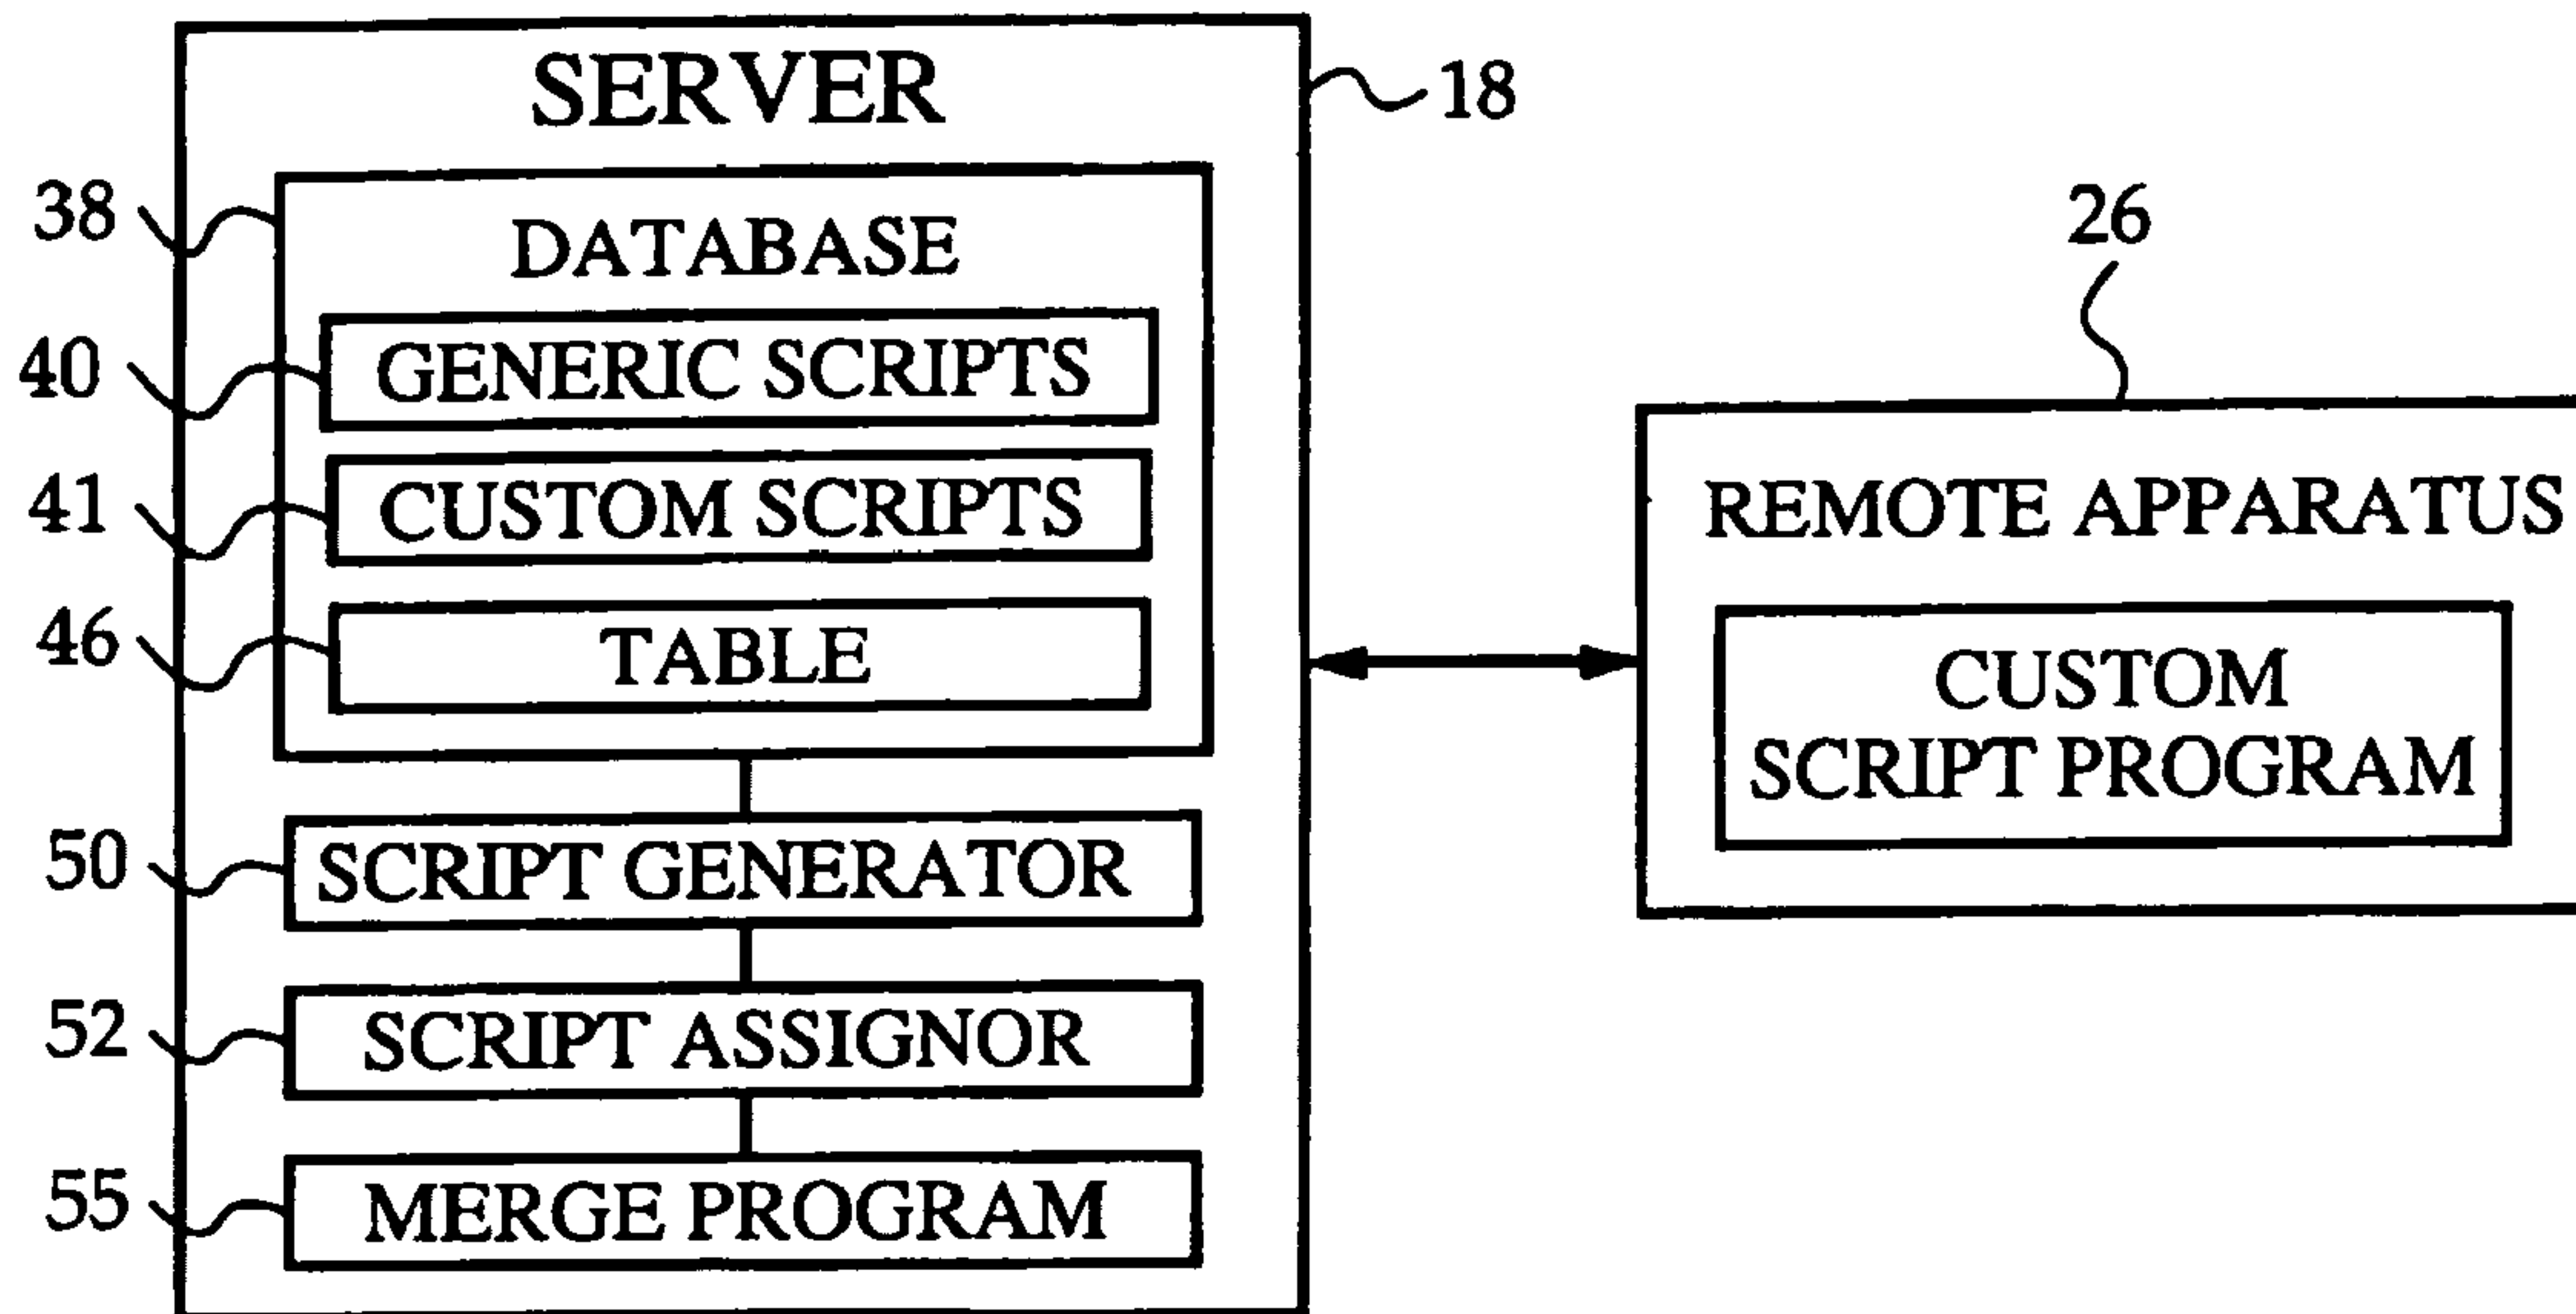 SERVER
18
38
DATABASE
40
GENERIC SCRIPTS
41
CUSTOM SCRIPTS
46
TABLE
50
SCRIPT GENERATOR
52
SCRIPT ASSIGNOR
55
MERGE PROGRAM
26
REMOTE APPARATUS
CUSTOM
SCRIPT PROGRAM